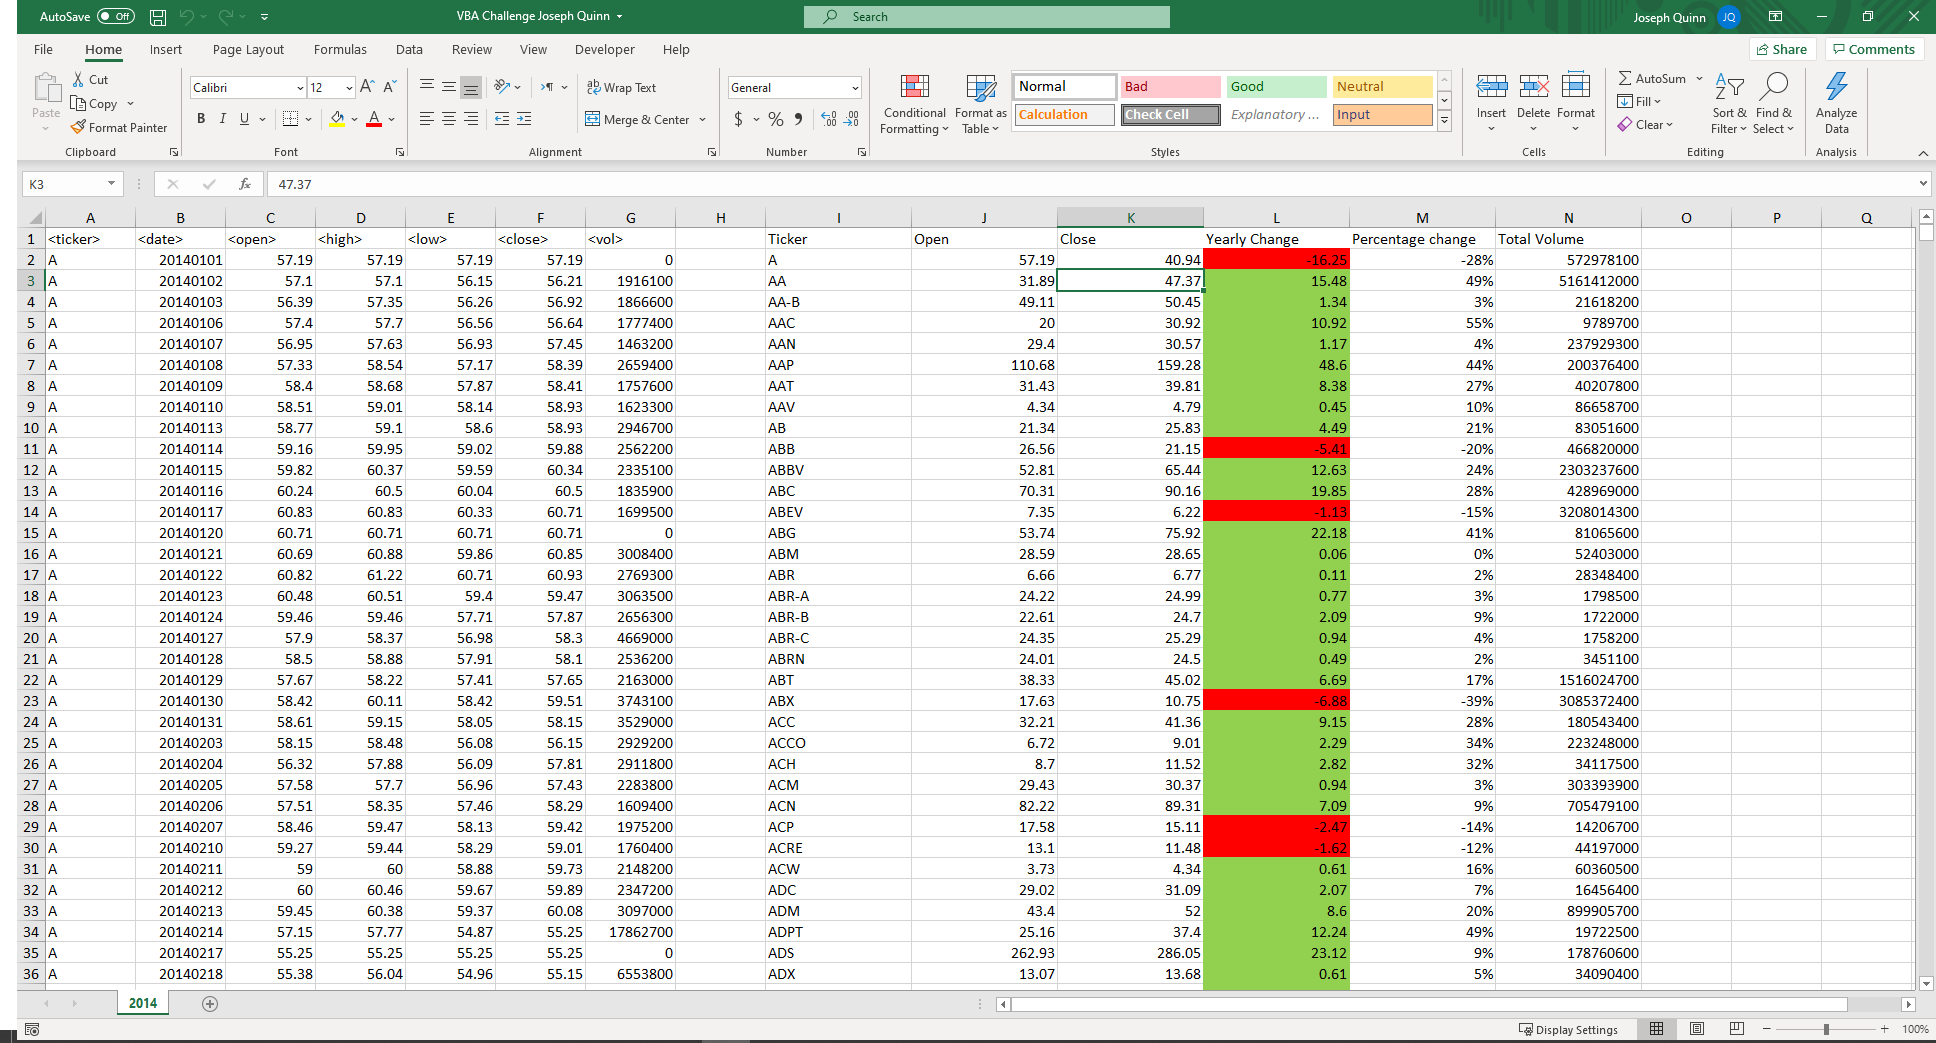 AutoSave Off VBA Challenge Joseph Quinn Search Joseph Quinn JQ
File Home Insert Page Layout Formulas Data Review View Developer Help Share Comments
Paste Cut Copy Format Painter
Clipboard
Calibri 12
B I U A
Font
Wrap Text
Merge & Center
Alignment
General
$ % 9
Number
Conditional Formatting
Format as Table
Normal Bad Good Neutral
Calculation Check Cell Explanatory ... Input
Styles
Insert Delete Format
Cells
AutoSum
Fill
Clear
Sort & Filter
Find & Select
Editing
Analyze Data
Analysis
K3 fx 47.37
A B C D E F G H I J K L M N O P Q
1 <ticker> <date> <open> <high> <low> <close> <vol> Ticker Open Close Yearly Change Percentage change Total Volume
2 A 20140101 57.19 57.19 57.19 57.19 0 A 57.19 40.94 -16.25 -28% 572978100
3 A 20140102 57.1 57.1 56.15 56.21 1916100 AA 31.89 47.37 15.48 49% 5161412000
4 A 20140103 56.39 57.35 56.26 56.92 1866600 AA-B 49.11 50.45 1.34 3% 21618200
5 A 20140106 57.4 57.7 56.56 56.64 1777400 AAC 20 30.92 10.92 55% 9789700
6 A 20140107 56.95 57.63 56.93 57.45 1463200 AAN 29.4 30.57 1.17 4% 237929300
7 A 20140108 57.33 58.54 57.17 58.39 2659400 AAP 110.68 159.28 48.6 44% 200376400
8 A 20140109 58.4 58.68 57.87 58.41 1757600 AAT 31.43 39.81 8.38 27% 40207800
9 A 20140110 58.51 59.01 58.14 58.93 1623300 AAV 4.34 4.79 0.45 10% 86658700
10 A 20140113 58.77 59.1 58.6 58.93 2946700 AB 21.34 25.83 4.49 21% 83051600
11 A 20140114 59.16 59.95 59.02 59.88 2562200 ABB 26.56 21.15 -5.41 -20% 466820000
12 A 20140115 59.82 60.37 59.59 60.34 2335100 ABBV 52.81 65.44 12.63 24% 2303237600
13 A 20140116 60.24 60.5 60.04 60.5 1835900 ABC 70.31 90.16 19.85 28% 428969000
14 A 20140117 60.83 60.83 60.33 60.71 1699500 ABEV 7.35 6.22 -1.13 -15% 3208014300
15 A 20140120 60.71 60.71 60.71 60.71 0 ABG 53.74 75.92 22.18 41% 81065600
16 A 20140121 60.69 60.88 59.86 60.85 3008400 ABM 28.59 28.65 0.06 0% 52403000
17 A 20140122 60.82 61.22 60.71 60.93 2769300 ABR 6.66 6.77 0.11 2% 28348400
18 A 20140123 60.48 60.51 59.4 59.47 3063500 ABR-A 24.22 24.99 0.77 3% 1798500
19 A 20140124 59.46 59.46 57.71 57.87 2656300 ABR-B 22.61 24.7 2.09 9% 1722000
20 A 20140127 57.9 58.37 56.98 58.3 4669000 ABR-C 24.35 25.29 0.94 4% 1758200
21 A 20140128 58.5 58.88 57.91 58.1 2536200 ABRN 24.01 24.5 0.49 2% 3451100
22 A 20140129 57.67 58.22 57.41 57.65 2163000 ABT 38.33 45.02 6.69 17% 1516024700
23 A 20140130 58.42 60.11 58.42 59.51 3743100 ABX 17.63 10.75 -6.88 -39% 3085372400
24 A 20140131 58.61 59.15 58.05 58.15 3529000 ACC 32.21 41.36 9.15 28% 180543400
25 A 20140203 58.15 58.48 56.08 56.15 2929200 ACCO 6.72 9.01 2.29 34% 223248000
26 A 20140204 56.32 57.88 56.09 57.81 2911800 ACH 8.7 11.52 2.82 32% 34117500
27 A 20140205 57.58 57.7 56.96 57.43 2283800 ACM 29.43 30.37 0.94 3% 303393900
28 A 20140206 57.51 58.35 57.46 58.29 1609400 ACN 82.22 89.31 7.09 9% 705479100
29 A 20140207 58.46 59.47 58.13 59.42 1975200 ACP 17.58 15.11 -2.47 -14% 14206700
30 A 20140210 59.27 59.44 58.29 59.01 1760400 ACRE 13.1 11.48 -1.62 -12% 44197000
31 A 20140211 59 60 58.88 59.73 2148200 ACW 3.73 4.34 0.61 16% 60360500
32 A 20140212 60 60.46 59.67 59.89 2347200 ADC 29.02 31.09 2.07 7% 16456400
33 A 20140213 59.45 60.38 59.37 60.08 3097000 ADM 43.4 52 8.6 20% 899905700
34 A 20140214 57.15 57.77 54.87 55.25 17862700 ADPT 25.16 37.4 12.24 49% 19722500
35 A 20140217 55.25 55.25 55.25 55.25 0 ADS 262.93 286.05 23.12 9% 178760600
36 A 20140218 55.38 56.04 54.96 55.15 6553800 ADX 13.07 13.68 0.61 5% 34090400
2014
Display Settings 100%